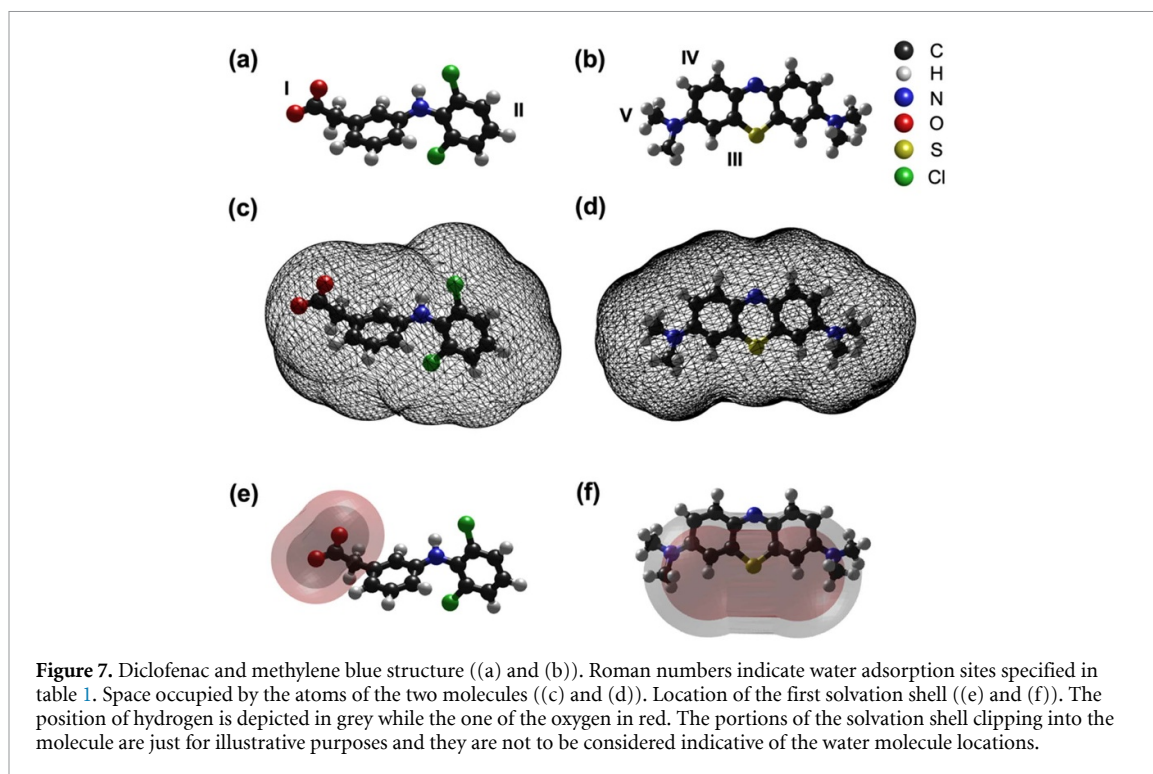 (a)
I
II
(b)
IV
V
III
C
H
N
O
S
Cl
(c)
(d)
(e)
(f)
Figure 7. Diclofenac and methylene blue structure ((a) and (b)). Roman numbers indicate water adsorption sites specified in
table 1. Space occupied by the atoms of the two molecules ((c) and (d)). Location of the first solvation shell ((e) and (f)). The
position of hydrogen is depicted in grey while the one of the oxygen in red. The portions of the solvation shell clipping into the
molecule are just for illustrative purposes and they are not to be considered indicative of the water molecule locations.